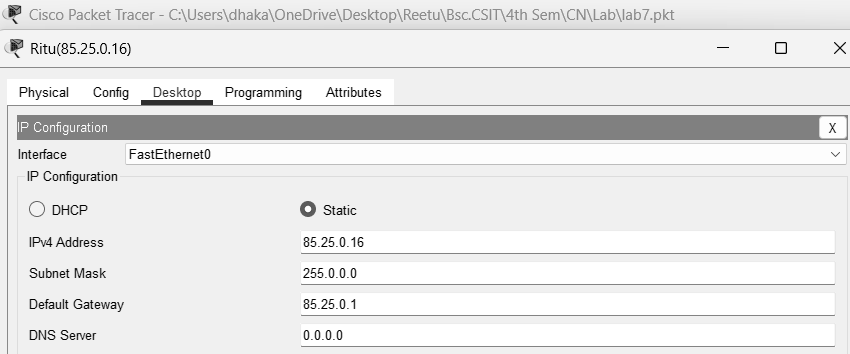 Cisco Packet Tracer - C:\Users\dhaka\OneDrive\Desktop\Reetu\Bsc.CSIT\4th Sem\CN\Lab\lab7.pkt
Ritu(85.25.0.16)
Physical Config Desktop Programming Attributes
IP Configuration X
Interface FastEthernet0
IP Configuration
DHCP Static
IPv4 Address 85.25.0.16
Subnet Mask 255.0.0.0
Default Gateway 85.25.0.1
DNS Server 0.0.0.0